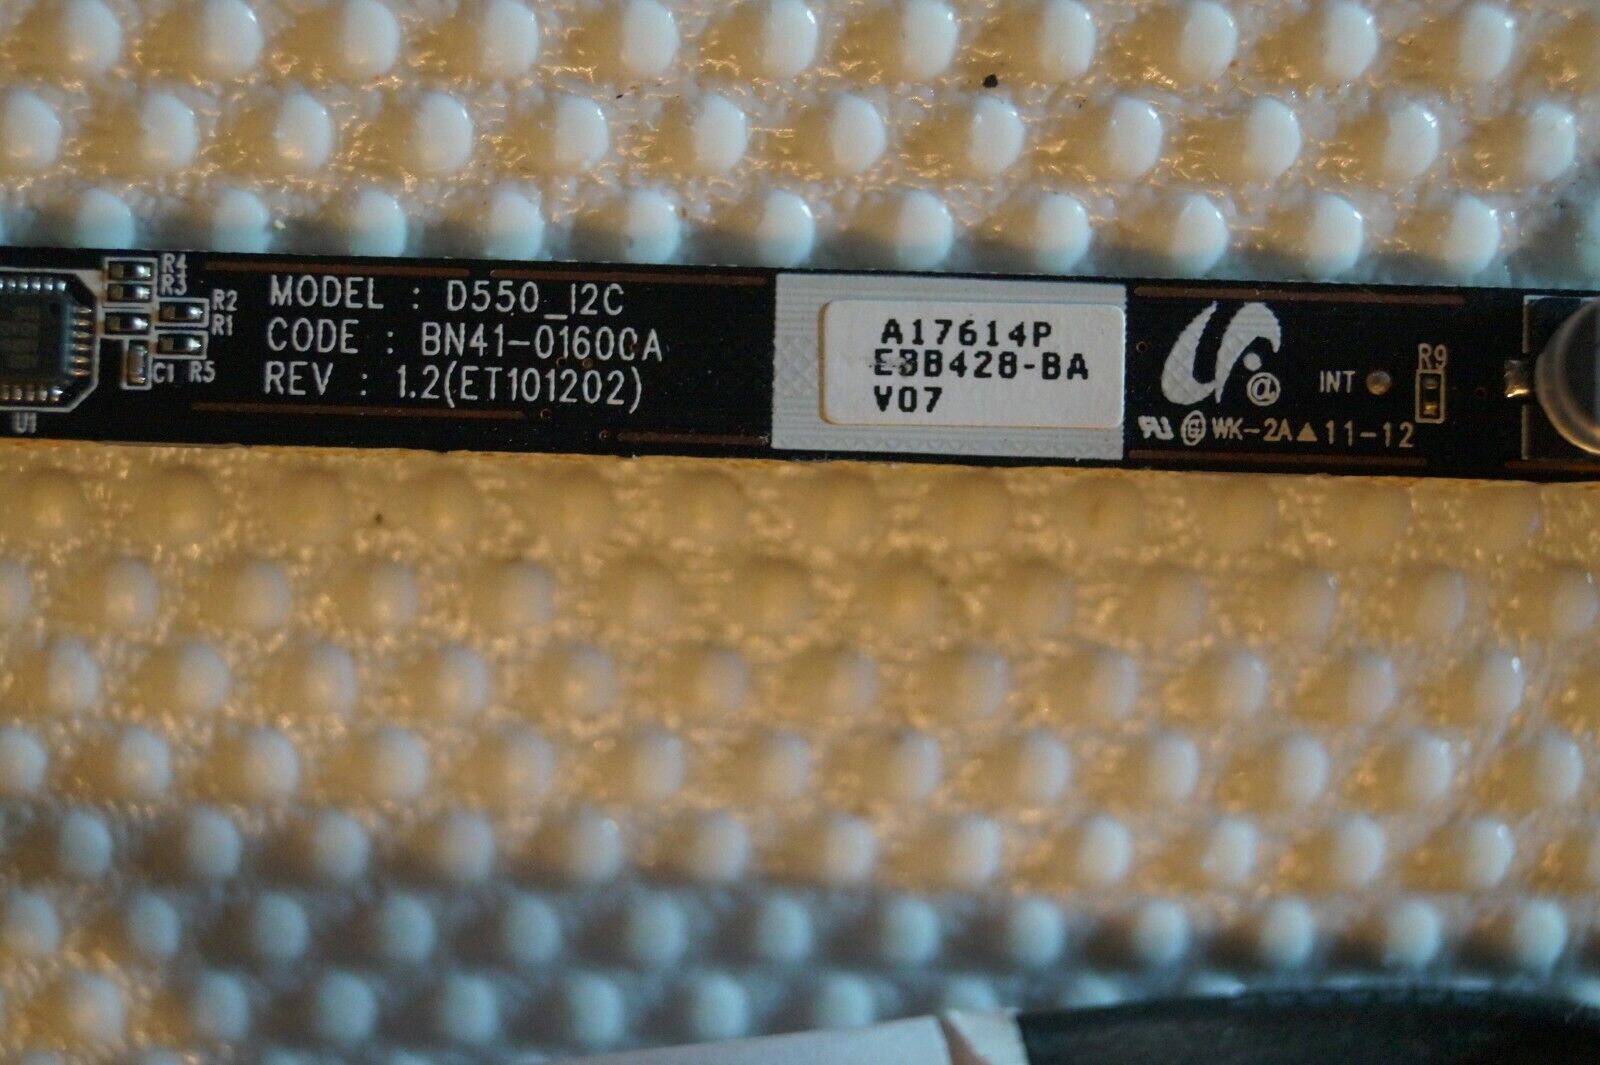 R4
R3
R2
R1
C1 R5
U1
MODEL : D550_I2C
CODE : BN41-01600A
REV : 1.2(ET101202)
A17614P
EBB428-BA
V07
@
INT
R9
WK-2A▲11-12